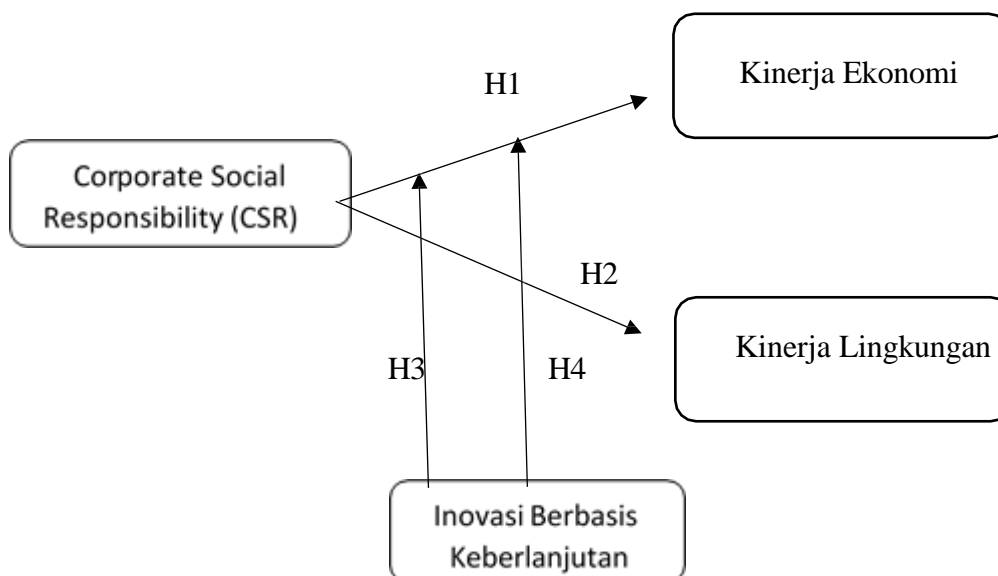 Kinerja Ekonomi
H1
Corporate Social
Responsibility (CSR)
H2
Kinerja Lingkungan
H3
H4
Inovasi Berbasis
Keberlanjutan